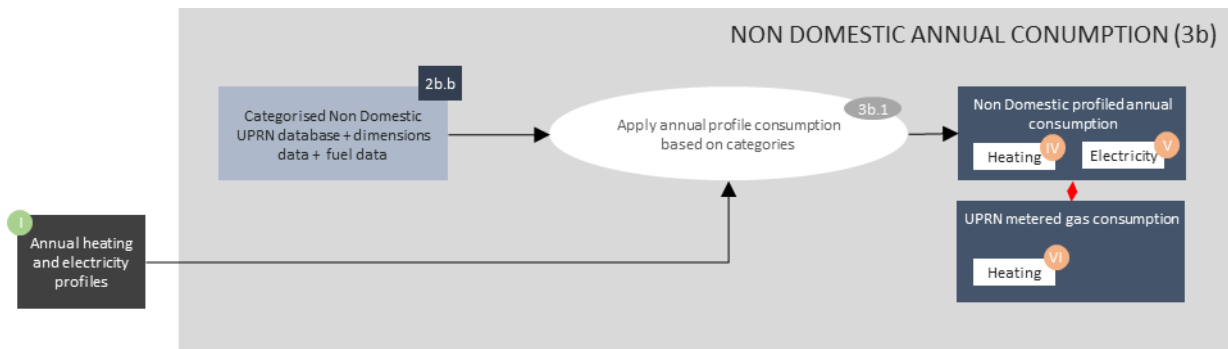 NON DOMESTIC ANNUAL CONUMPTION (3b)
2b.b
Categorised Non Domestic
UPRN database + dimensions
data + fuel data
3b.1
Apply annual profile consumption
based on categories
Non Domestic profiled annual
consumption
Heating
IV
Electricity
V
UPRN metered gas consumption
Heating
VI
I
Annual heating
and electricity
profiles